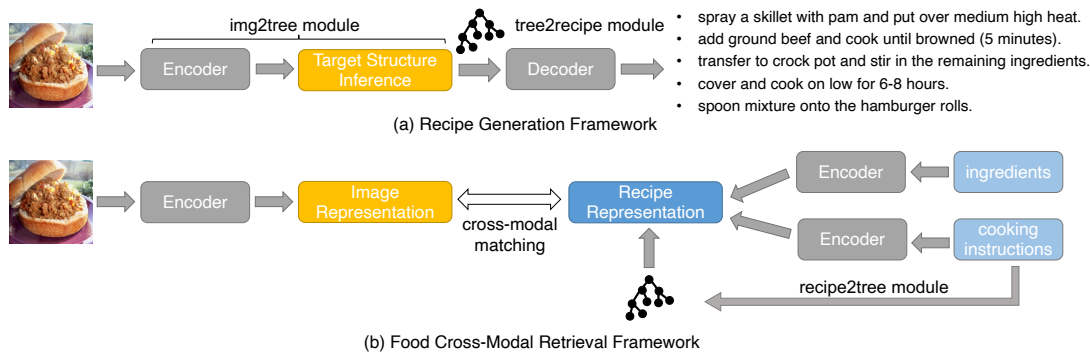 img2tree module
tree2recipe module
Encoder
Target Structure
Inference
Decoder
• spray a skillet with pam and put over medium high heat.
• add ground beef and cook until browned (5 minutes).
• transfer to crock pot and stir in the remaining ingredients.
• cover and cook on low for 6-8 hours.
• spoon mixture onto the hamburger rolls.
(a) Recipe Generation Framework
Encoder
Image
Representation
cross-modal
matching
Recipe
Representation
Encoder
ingredients
Encoder
cooking
instructions
recipe2tree module
(b) Food Cross-Modal Retrieval Framework